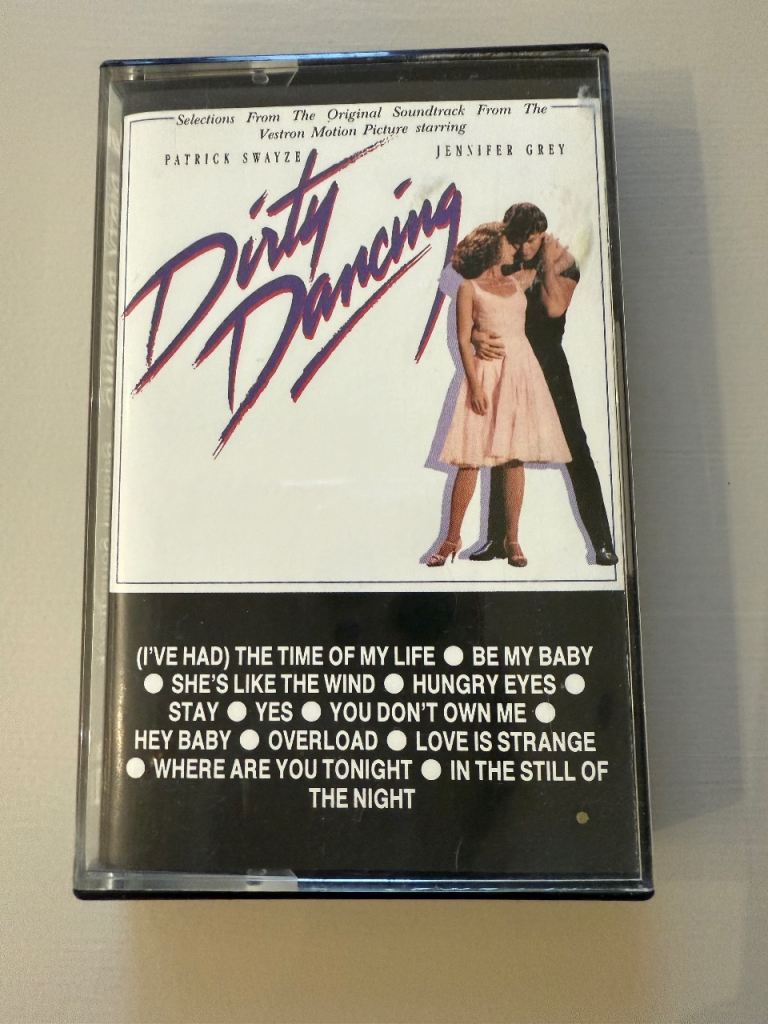 Selections From The Original Soundtrack From The
Vestron Motion Picture starring
PATRICK SWAYZE JENNIFER GREY
Dirty
Dancing
(I'VE HAD) THE TIME OF MY LIFE ● BE MY BABY
● SHE'S LIKE THE WIND ● HUNGRY EYES ●
STAY ● YES ● YOU DON'T OWN ME ●
HEY BABY ● OVERLOAD ● LOVE IS STRANGE
● WHERE ARE YOU TONIGHT ● IN THE STILL OF
THE NIGHT